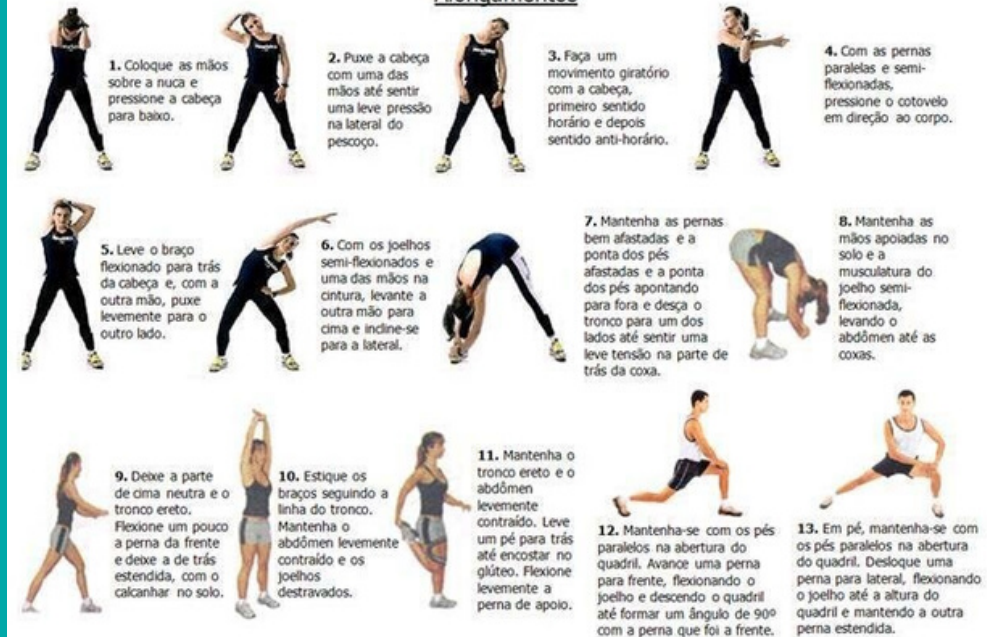 Alongamentos
1. Coloque as mãos
sobre a nuca e
pressione a cabeça
para baixo.
2. Puxe a cabeça
com uma das
mãos até sentir
uma leve pressão
na lateral do
pescoço.
3. Faça um
movimento giratório
com a cabeça,
primeiro sentido
horário e depois
sentido anti-horário.
4. Com as pernas
paralelas e semi-
flexionadas,
pressione o cotovelo
em direção ao corpo.
5. Leve o braço
flexionado para trás
da cabeça e, com a
outra mão, puxe
levemente para o
outro lado.
6. Com os joelhos
semi-flexionados e
uma das mãos na
cintura, levante a
outra mão para
cima e incline-se
para a lateral.
7. Mantenha as pernas
bem afastadas e a
ponta dos pés
afastadas e a ponta
dos pés apontando
para fora e desça o
tronco para um dos
lados até sentir uma
leve tensão na parte de
trás da coxa.
8. Mantenha as
mãos apoiadas no
solo e a
musculatura do
joelho semi-
flexionada,
levando o
abdômen até as
coxas.
9. Deixe a parte
de cima neutra e o
tronco ereto.
Flexione um pouco
a perna da frente
e deixe a de trás
estendida, com o
calcanhar no solo.
10. Estique os
braços seguindo a
linha do tronco.
Mantenha o
abdômen levemente
contraído e os
joelhos
destravados.
11. Mantenha o
tronco ereto e o
abdômen
levemente
contraído. Leve
um pé para trás
até encostar no
glúteo. Flexione
levemente a
perna de apoio.
12. Mantenha-se com os pés
paralelos na abertura do
quadril. Avance uma perna
para frente, flexionando o
joelho e descendo o quadril
até formar um ângulo de 90º
com a perna que foi a frente.
13. Em pé, mantenha-se com
os pés paralelos na abertura
do quadril. Desloque uma
perna para lateral, flexionando
o joelho até a altura do
quadril e mantendo a outra
perna estendida.